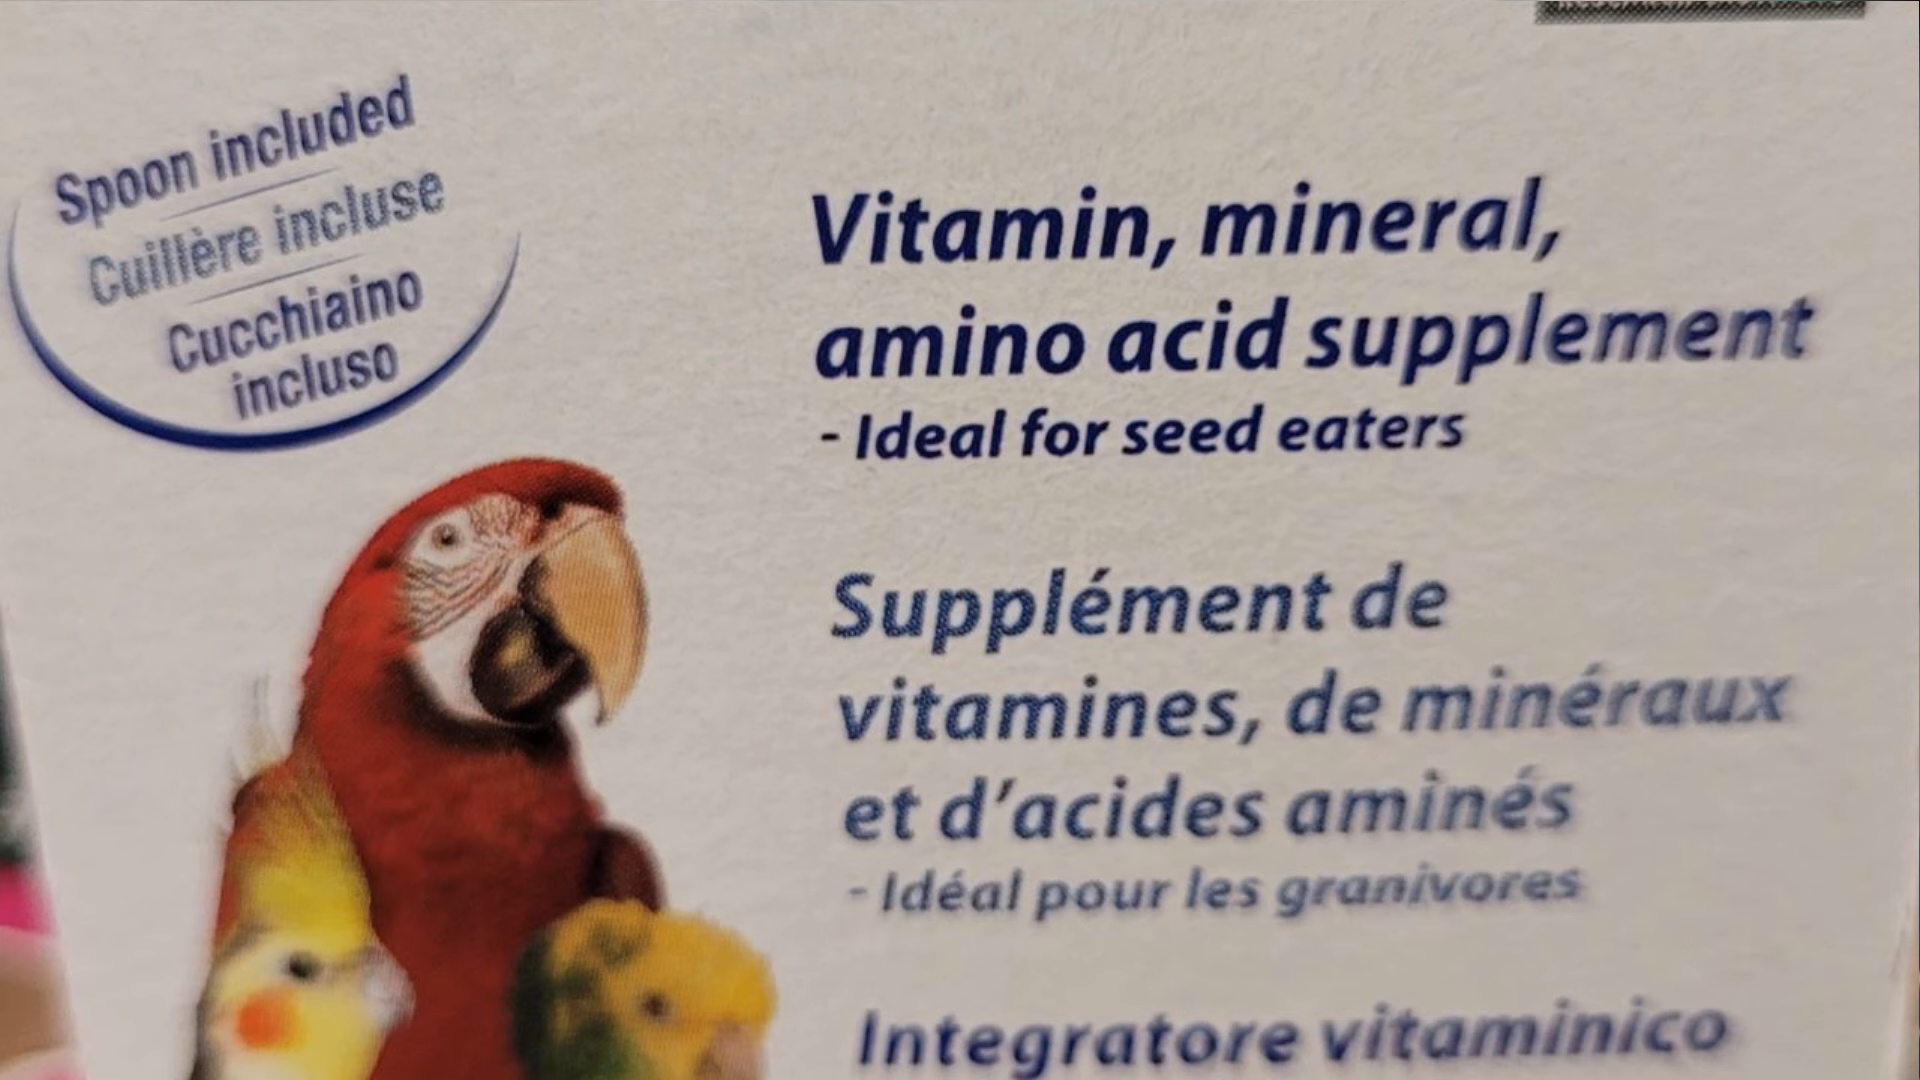 Spoon included
Cuillère incluse
Cucchiaino
incluso
Vitamin, mineral,
amino acid supplement
- Ideal for seed eaters
Supplément de
vitamines, de minéraux
et d’acides aminés
- Idéal pour les granivores
Integratore vitaminico